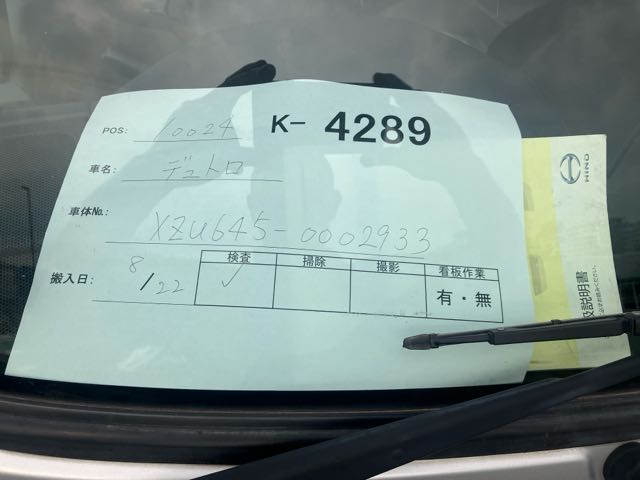 POS: 10024 K- 4289
車名: デュトロ
車体No.: XZU645-0002933
搬入日: 8/22
検査 掃除 撮影 看板作業
✓ 有・無
HINO
扱説明書